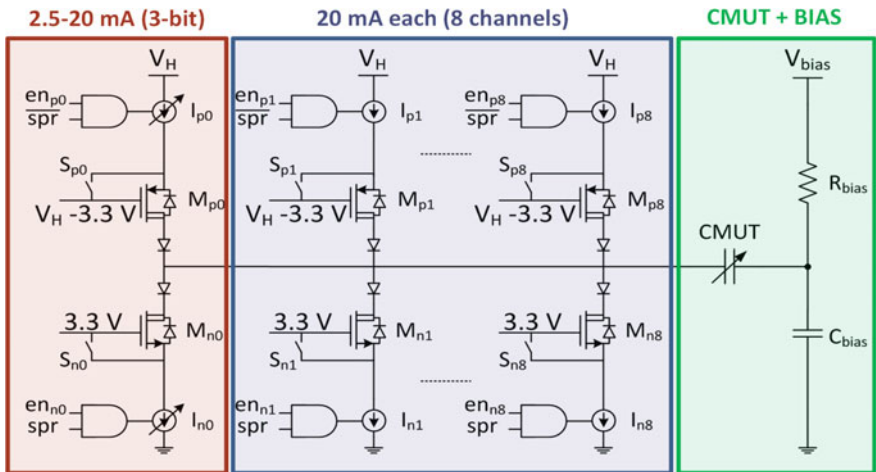 2.5-20 mA (3-bit)
20 mA each (8 channels)
CMUT + BIAS
V_H
V_H
V_H
V_bias
en_p0
spr
I_p0
en_p1
spr
I_p1
en_p8
spr
I_p8
S_p0
M_p0
V_H -3.3 V
S_p1
M_p1
V_H -3.3 V
S_p8
M_p8
V_H -3.3 V
R_bias
CMUT
3.3 V
M_n0
S_n0
3.3 V
M_n1
S_n1
3.3 V
M_n8
S_n8
C_bias
en_n0
spr
I_n0
en_n1
spr
I_n1
en_n8
spr
I_n8